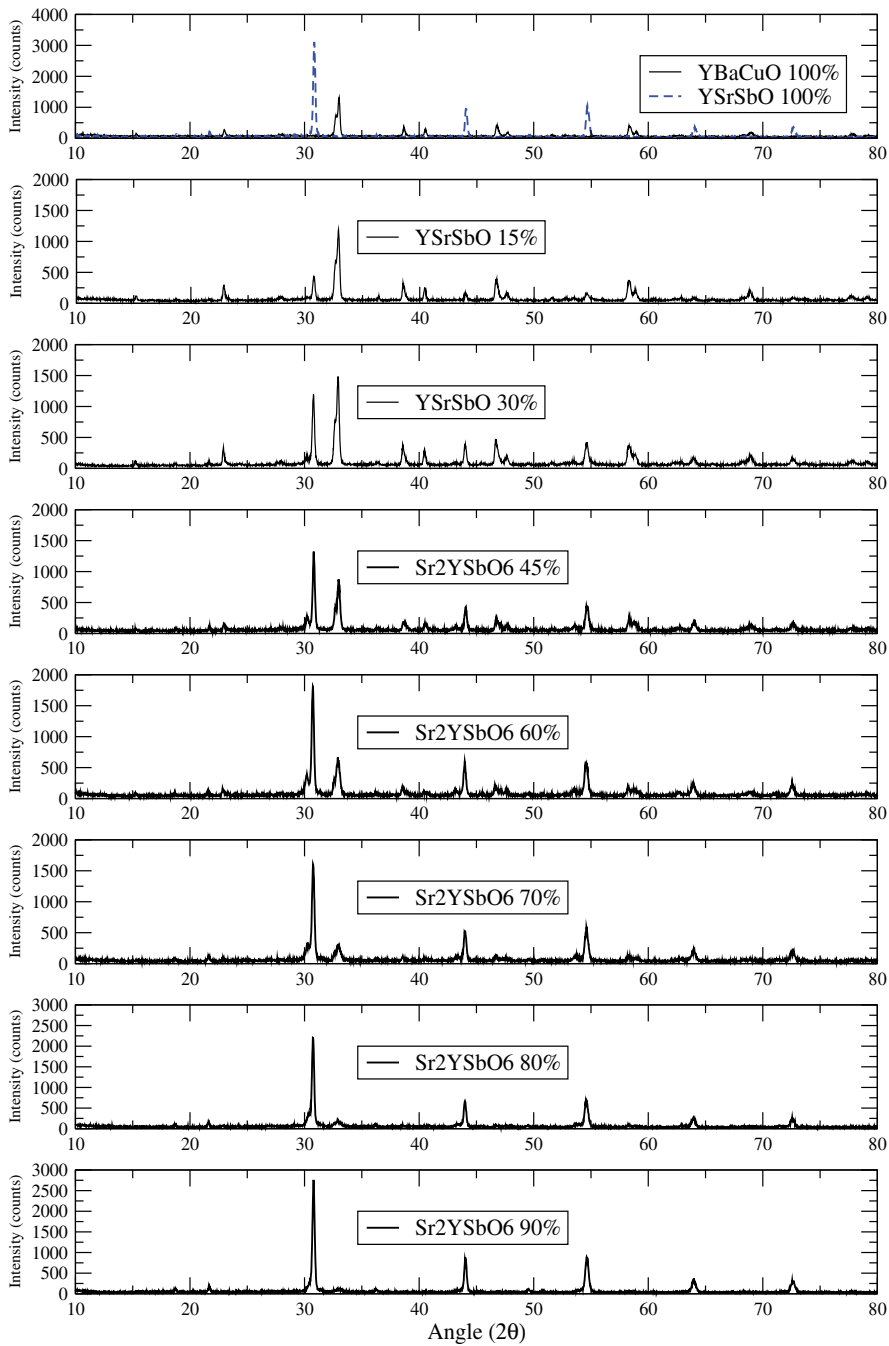 4000
3000
2000
1000
0
10 20 30 40 50 60 70 80
Intensity (counts)
YBaCuO 100%
YSrSbO 100%
2000
1500
1000
500
0
10 20 30 40 50 60 70 80
Intensity (counts)
YSrSbO 15%
2000
1500
1000
500
0
10 20 30 40 50 60 70 80
Intensity (counts)
YSrSbO 30%
2000
1500
1000
500
0
10 20 30 40 50 60 70 80
Intensity (counts)
Sr2YSbO6 45%
2000
1500
1000
500
0
10 20 30 40 50 60 70 80
Intensity (counts)
Sr2YSbO6 60%
2000
1500
1000
500
0
10 20 30 40 50 60 70 80
Intensity (counts)
Sr2YSbO6 70%
3000
2500
2000
1500
1000
500
0
10 20 30 40 50 60 70 80
Intensity (counts)
Sr2YSbO6 80%
3000
2500
2000
1500
1000
500
0
10 20 30 40 50 60 70 80
Intensity (counts)
Sr2YSbO6 90%
Angle (2θ)